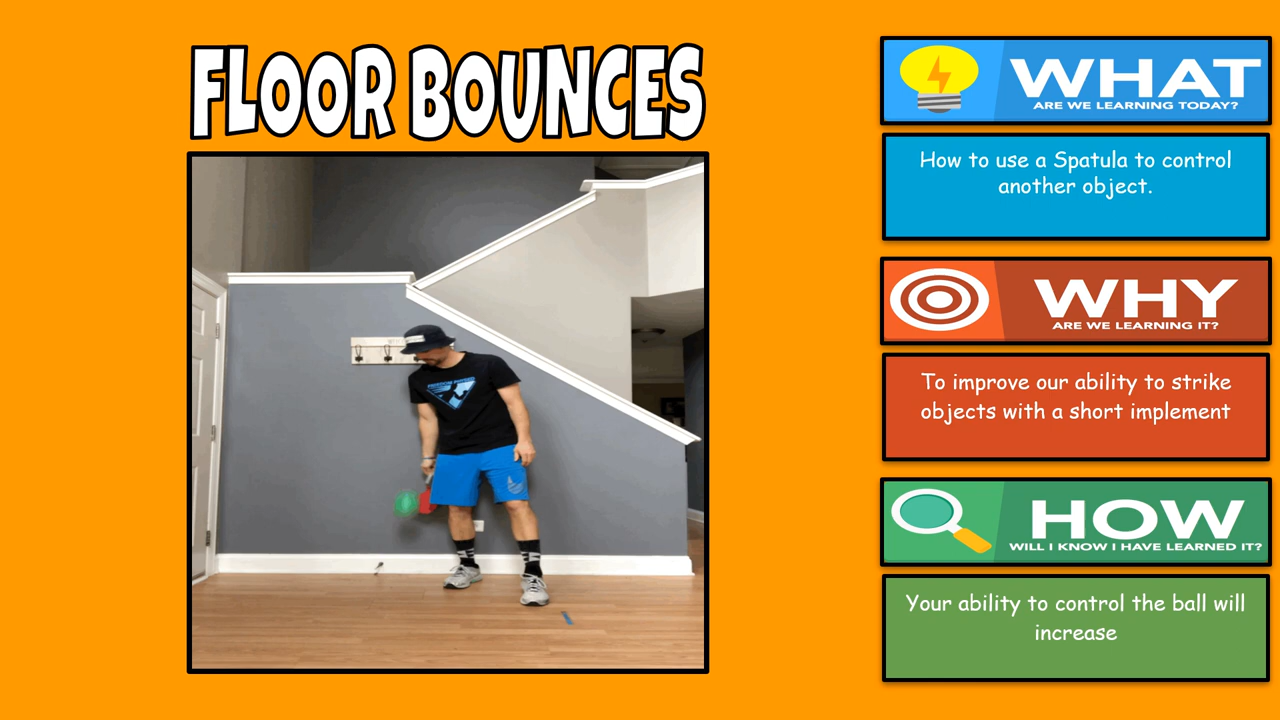 FLOOR BOUNCES
WHAT
ARE WE LEARNING TODAY?
How to use a Spatula to control
another object.
WHY
ARE WE LEARNING IT?
To improve our ability to strike
objects with a short implement
HOW
WILL I KNOW I HAVE LEARNED IT?
Your ability to control the ball will
increase